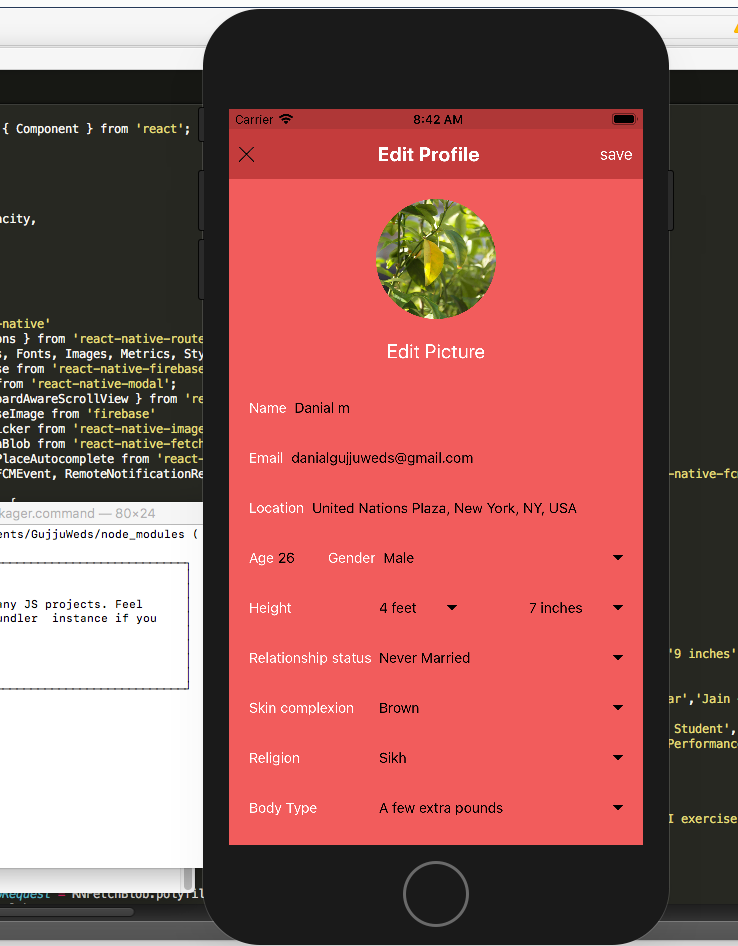 { Component } from 'react';
acity,
-native'
ons } from 'react-native-route
s, Fonts, Images, Metrics, Sty
se from 'react-native-firebase
from 'react-native-modal';
oardAwareScrollView } from 're
seImage from 'firebase'
icker from 'react-native-image
nBlob from 'react-native-fetch
PlaceAutocomplete from 'react-
FCMEvent, RemoteNotificationRe
-native-fcm
{
kager.command — 80×24
ents/GujjuWeds/node_modules (
any JS projects. Feel
undler instance if you
'9 inches'
ar','Jain
Student',
Performanc
I exercise
Request = RNFetchBlob.polyfil
Carrier 8:42 AM
Edit Profile save
Edit Picture
Name Danial m
Email danialgujjuweds@gmail.com
Location United Nations Plaza, New York, NY, USA
Age 26 Gender Male
Height 4 feet 7 inches
Relationship status Never Married
Skin complexion Brown
Religion Sikh
Body Type A few extra pounds